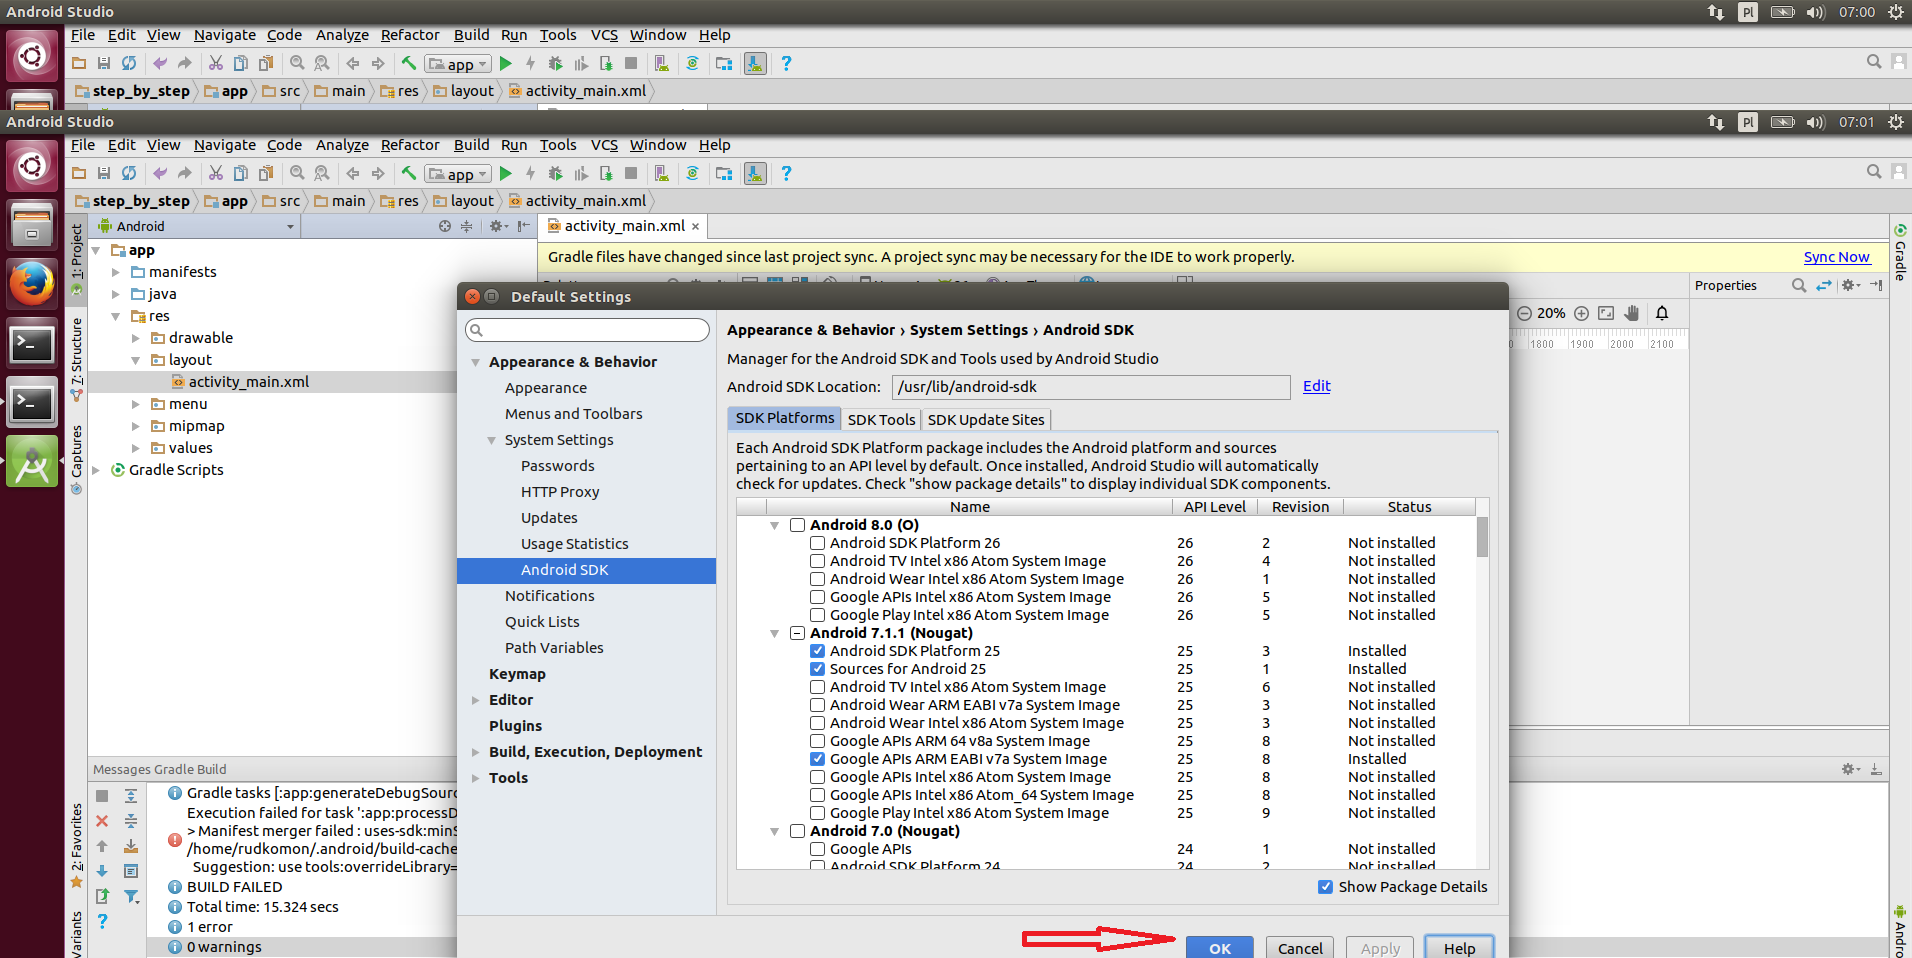 Android Studio
Pl
07:00
File Edit View Navigate Code Analyze Refactor Build Run Tools VCS Window Help
app
step_by_step app src main res layout activity_main.xml
Android Studio
Pl
07:01
File Edit View Navigate Code Analyze Refactor Build Run Tools VCS Window Help
app
step_by_step app src main res layout activity_main.xml
1: Project
Z: Structure
Captures
2: Favorites
Variants
Android
app
manifests
java
res
drawable
layout
activity_main.xml
menu
mipmap
values
Gradle Scripts
activity_main.xml
Gradle files have changed since last project sync. A project sync may be necessary for the IDE to work properly.
Sync Now
Gradle
Properties
20%
1800 1900 2000 2100
Default Settings
Appearance & Behavior
Appearance
Menus and Toolbars
System Settings
Passwords
HTTP Proxy
Updates
Usage Statistics
Android SDK
Notifications
Quick Lists
Path Variables
Keymap
Editor
Plugins
Build, Execution, Deployment
Tools
Appearance & Behavior › System Settings › Android SDK
Manager for the Android SDK and Tools used by Android Studio
Android SDK Location: /usr/lib/android-sdk Edit
SDK Platforms SDK Tools SDK Update Sites
Each Android SDK Platform package includes the Android platform and sources
pertaining to an API level by default. Once installed, Android Studio will automatically
check for updates. Check "show package details" to display individual SDK components.
Name API Level Revision Status
Android 8.0 (O)
Android SDK Platform 26 26 2 Not installed
Android TV Intel x86 Atom System Image 26 4 Not installed
Android Wear Intel x86 Atom System Image 26 1 Not installed
Google APIs Intel x86 Atom System Image 26 5 Not installed
Google Play Intel x86 Atom System Image 26 5 Not installed
Android 7.1.1 (Nougat)
Android SDK Platform 25 25 3 Installed
Sources for Android 25 25 1 Installed
Android TV Intel x86 Atom System Image 25 6 Not installed
Android Wear ARM EABI v7a System Image 25 3 Not installed
Android Wear Intel x86 Atom System Image 25 3 Not installed
Google APIs ARM 64 v8a System Image 25 8 Not installed
Google APIs ARM EABI v7a System Image 25 8 Installed
Google APIs Intel x86 Atom System Image 25 8 Not installed
Google APIs Intel x86 Atom_64 System Image 25 8 Not installed
Google Play Intel x86 Atom System Image 25 9 Not installed
Android 7.0 (Nougat)
Google APIs 24 1 Not installed
Android SDK Platform 24 24 2 Not installed
Show Package Details
OK Cancel Apply Help
Messages Gradle Build
Gradle tasks [:app:generateDebugSour
Execution failed for task ':app:processD
> Manifest merger failed : uses-sdk:minS
/home/rudkomon/.android/build-cache
Suggestion: use tools:overrideLibrary=
BUILD FAILED
Total time: 15.324 secs
1 error
0 warnings
Andro